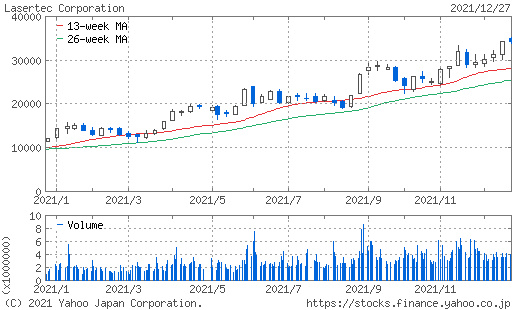 Lasertec Corporation 2021/12/27
40000
13-week MA
26-week MA
30000
20000
10000
0
2021/1 2021/3 2021/5 2021/7 2021/9 2021/11
10
Volume
8
6
4
2
0
(x1000000)
2021/1 2021/3 2021/5 2021/7 2021/9 2021/11
(C) 2021 Yahoo Japan Corporation. https://stocks.finance.yahoo.co.jp/